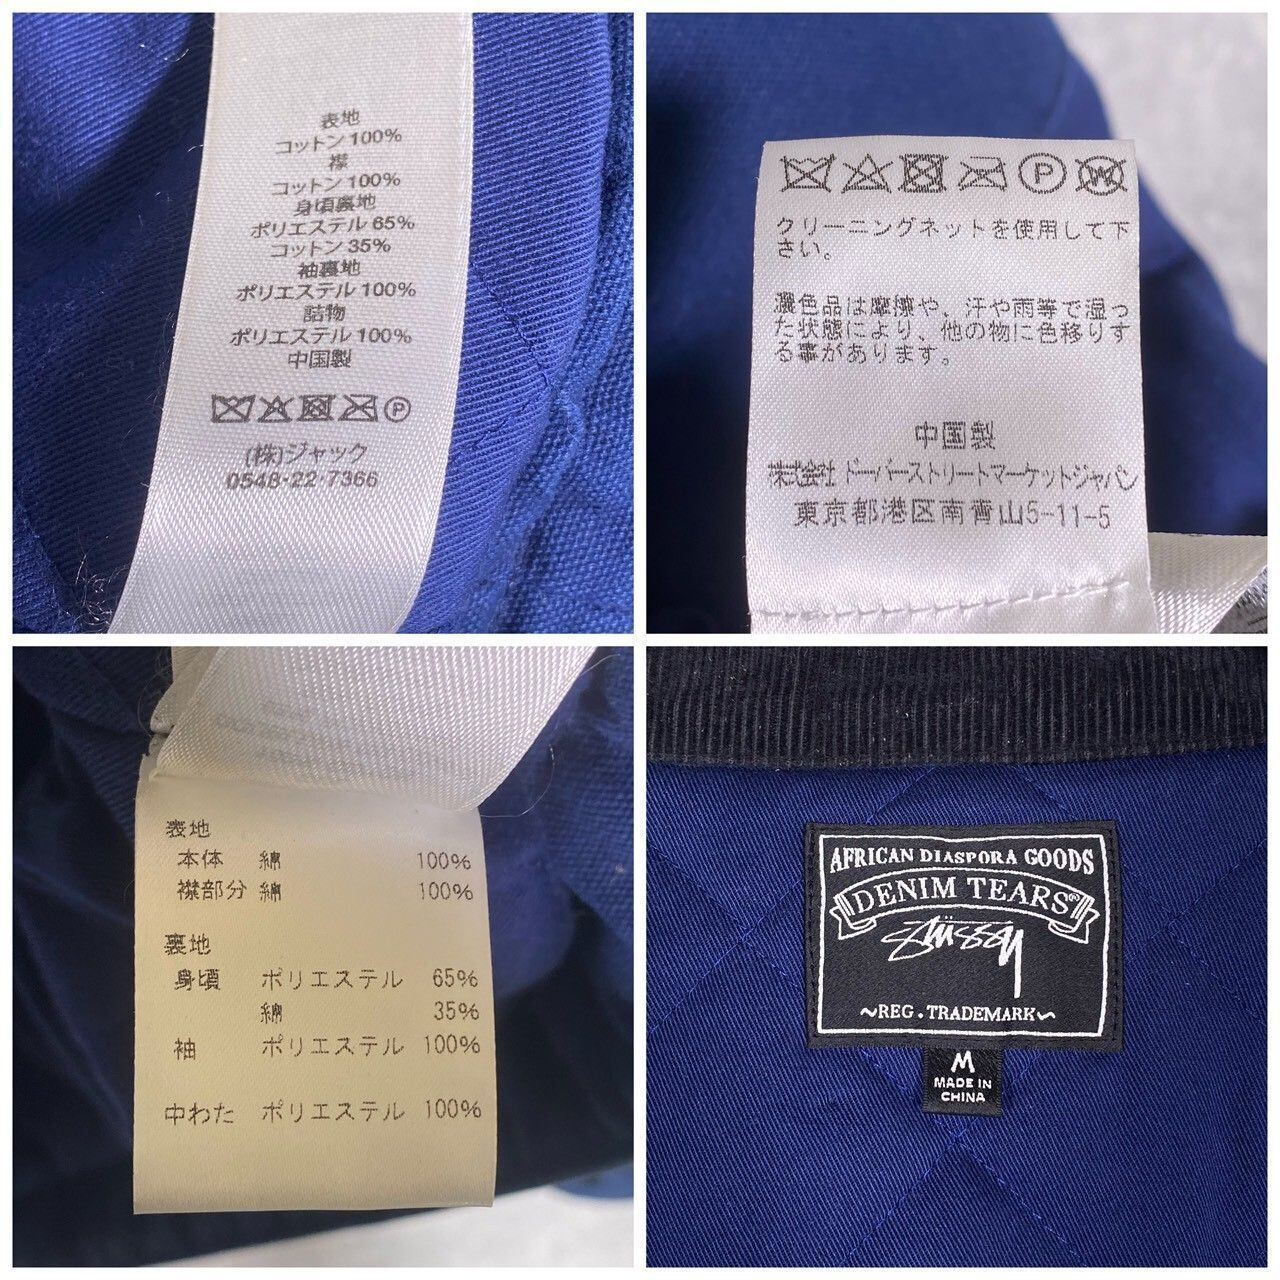 表地
コットン100%
襟
コットン100%
身頃裏地
ポリエステル65%
コットン35%
袖裏地
ポリエステル100%
詰物
ポリエステル100%
中国製
P
(株)ジャック
0548・22・7366
P W
クリーニングネットを使用して下
さい。
濃色品は摩擦や、汗や雨等で湿っ
た状態により、他の物に色移りす
る事があります。
中国製
株式会社 ドーバーストリートマーケットジャパン
東京都港区南青山5-11-5
表地
本体 綿 100%
襟部分 綿 100%
裏地
身頃 ポリエステル 65%
綿 35%
袖 ポリエステル 100%
中わた ポリエステル 100%
AFRICAN DIASPORA GOODS
DENIM TEARS®
Stüssy
~REG. TRADEMARK~
M
MADE IN
CHINA